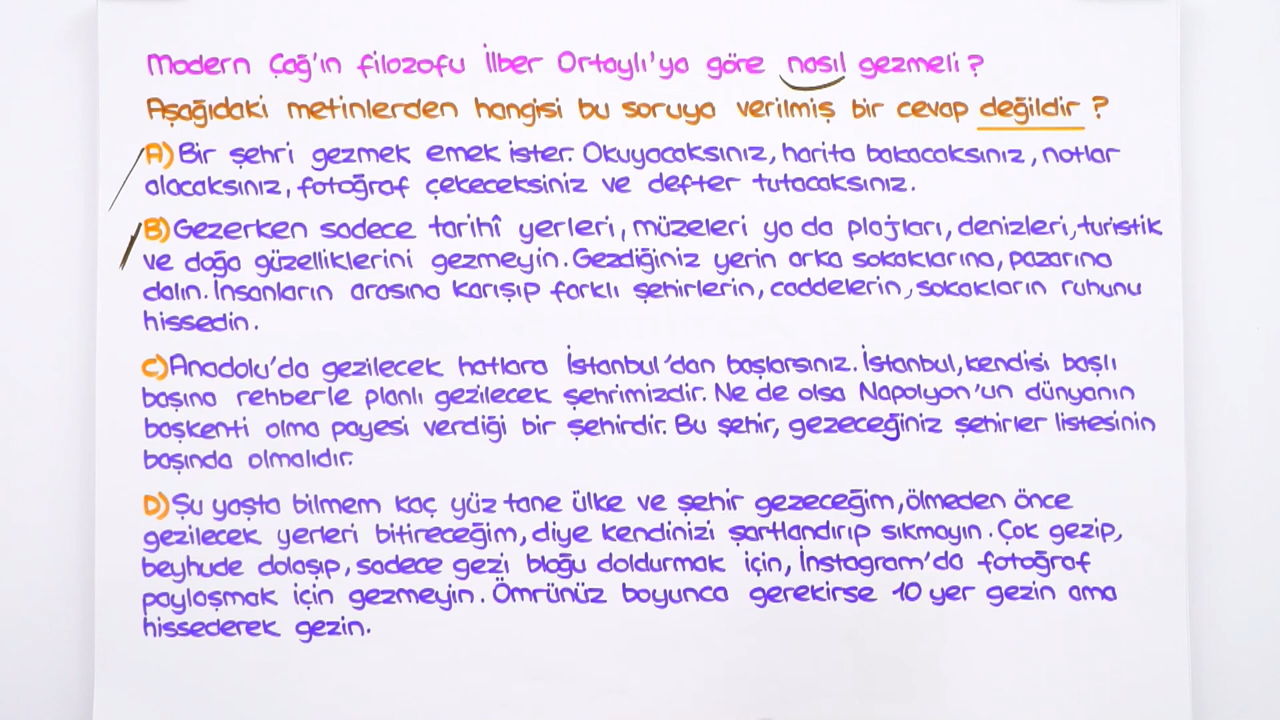 Modern Çağ'ın filozofu İlber Ortaylı'ya göre nasıl gezmeli?
Aşağıdaki metinlerden hangisi bu soruya verilmiş bir cevap değildir?
A) Bir şehri gezmek emek ister. Okuyacaksınız, harita bakacaksınız, notlar
alacaksınız, fotoğraf çekeceksiniz ve defter tutacaksınız.
B) Gezerken sadece tarihî yerleri, müzeleri ya da plajları, denizleri, turistik
ve doğa güzelliklerini gezmeyin. Gezdiğiniz yerin arka sokaklarına, pazarına
dalın. İnsanların arasına karışıp farklı şehirlerin, caddelerin, sokakların ruhunu
hissedin.
C) Anadolu'da gezilecek hatlara İstanbul'dan başlarsınız. İstanbul, kendisi başlı
başına rehberle planlı gezilecek şehrimizdir. Ne de olsa Napolyon'un dünyanın
başkenti olma payesi verdiği bir şehirdir. Bu şehir, gezeceğiniz şehirler listesinin
başında olmalıdır.
D) Şu yaşta bilmem kaç yüz tane ülke ve şehir gezeceğim, ölmeden önce
gezilecek yerleri bitireceğim, diye kendinizi şartlandırıp sıkmayın. Çok gezip,
beyhude dolaşıp, sadece gezi bloğu doldurmak için, İnstagram'da fotoğraf
paylaşmak için gezmeyin. Ömrünüz boyunca gerekirse 10 yer gezin ama
hissederek gezin.